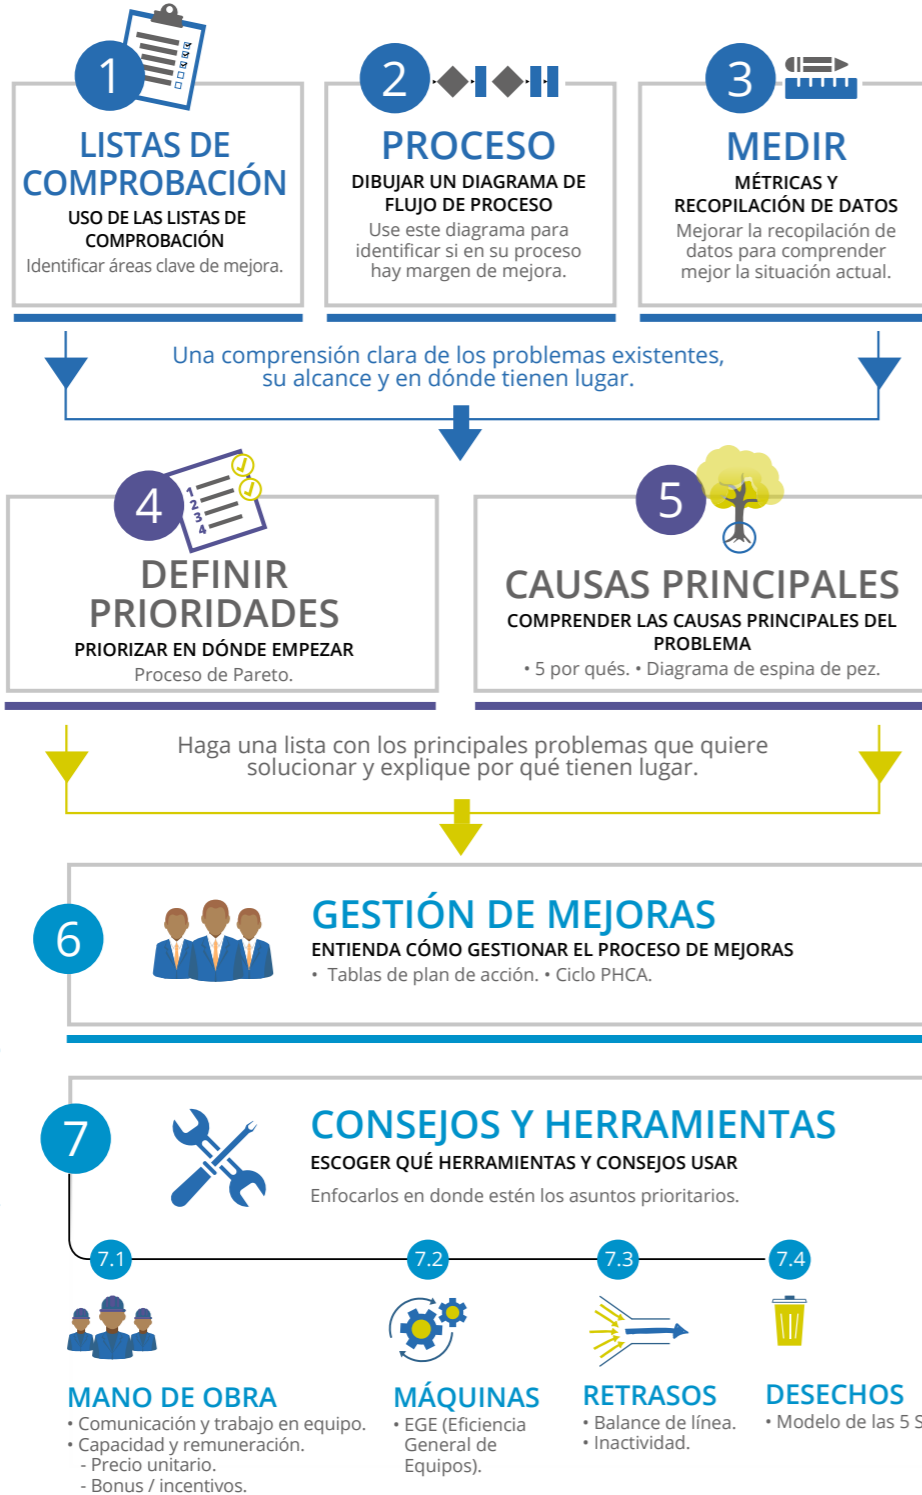 1
LISTAS DE
COMPROBACIÓN
USO DE LAS LISTAS DE
COMPROBACIÓN
Identificar áreas clave de mejora.
2
PROCESO
DIBUJAR UN DIAGRAMA DE
FLUJO DE PROCESO
Use este diagrama para
identificar si en su proceso
hay margen de mejora.
3
MEDIR
MÉTRICAS Y
RECOPILACIÓN DE DATOS
Mejorar la recopilación de
datos para comprender
mejor la situación actual.
Una comprensión clara de los problemas existentes,
su alcance y en dónde tienen lugar.
4
1
2
3
4
DEFINIR
PRIORIDADES
PRIORIZAR EN DÓNDE EMPEZAR
Proceso de Pareto.
5
CAUSAS PRINCIPALES
COMPRENDER LAS CAUSAS PRINCIPALES DEL
PROBLEMA
• 5 por qués. • Diagrama de espina de pez.
Haga una lista con los principales problemas que quiere
solucionar y explique por qué tienen lugar.
6
GESTIÓN DE MEJORAS
ENTIENDA CÓMO GESTIONAR EL PROCESO DE MEJORAS
• Tablas de plan de acción. • Ciclo PHCA.
7
CONSEJOS Y HERRAMIENTAS
ESCOGER QUÉ HERRAMIENTAS Y CONSEJOS USAR
Enfocarlos en donde estén los asuntos prioritarios.
7.1
MANO DE OBRA
• Comunicación y trabajo en equipo.
• Capacidad y remuneración.
- Precio unitario.
- Bonus / incentivos.
7.2
MÁQUINAS
• EGE (Eficiencia
General de
Equipos).
7.3
RETRASOS
• Balance de línea.
• Inactividad.
7.4
DESECHOS
• Modelo de las 5 S